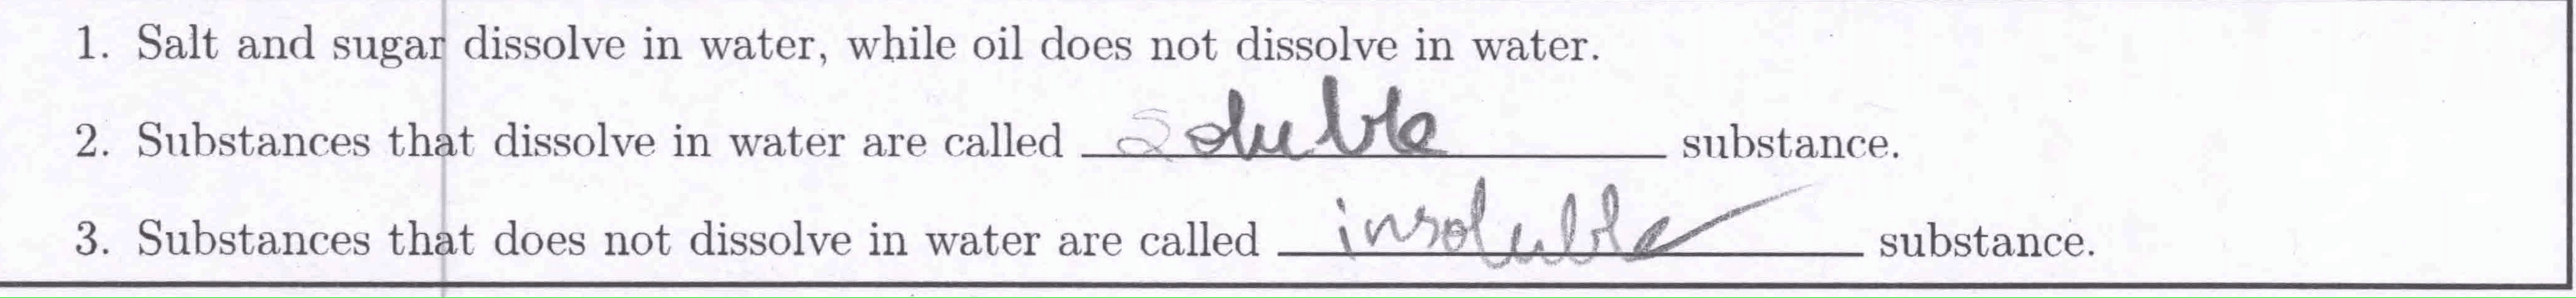 1. Salt and sugar dissolve in water, while oil does not dissolve in water.
2. Substances that dissolve in water are called soluble substance.
3. Substances that does not dissolve in water are called insoluble substance.